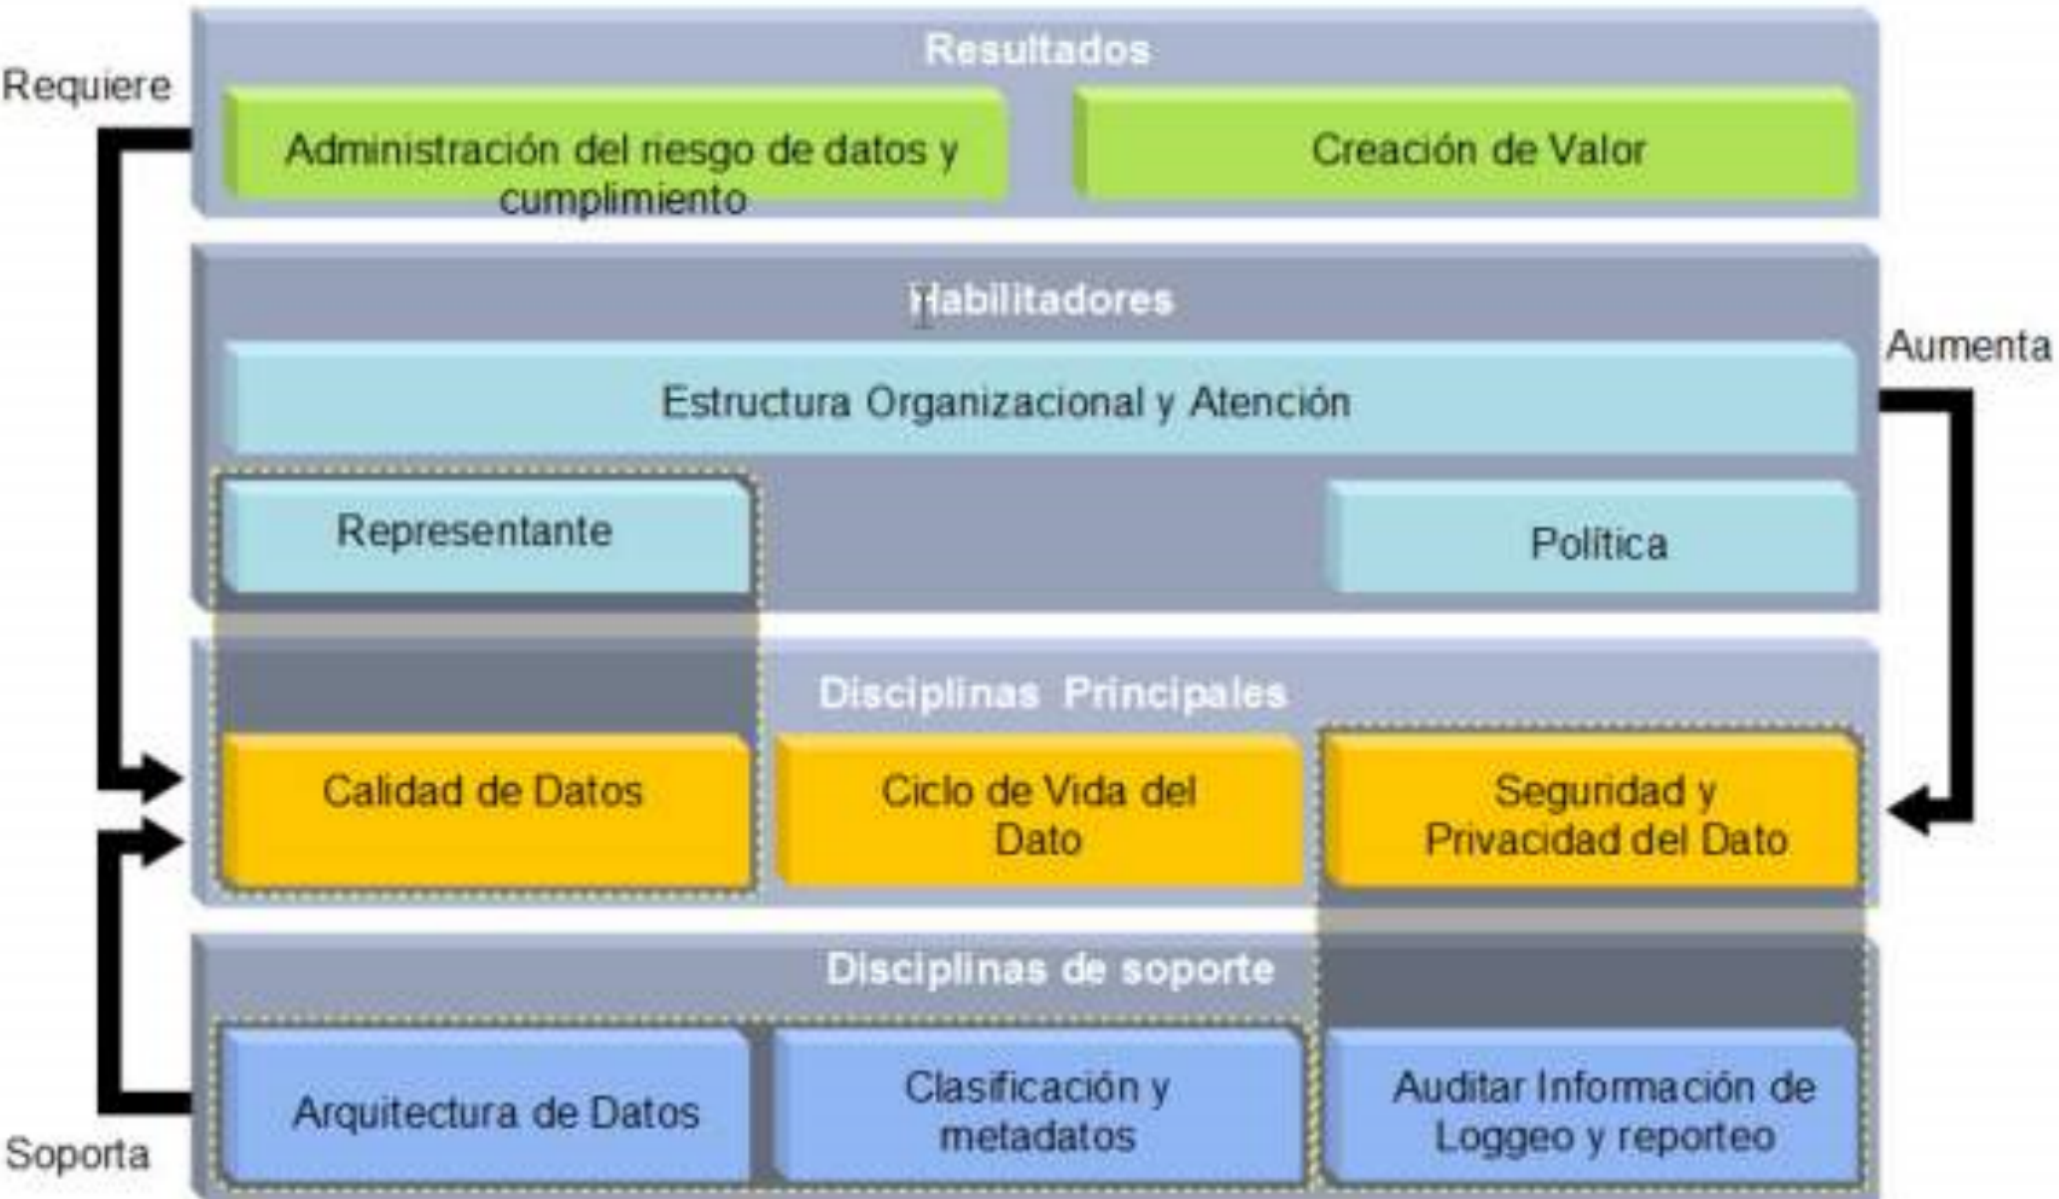 Resultados
Requiere
Administración del riesgo de datos y
cumplimiento
Creación de Valor
Habilitadores
Aumenta
Estructura Organizacional y Atención
Representante
Política
Disciplinas Principales
Calidad de Datos
Ciclo de Vida del
Dato
Seguridad y
Privacidad del Dato
Disciplinas de soporte
Arquitectura de Datos
Clasificación y
metadatos
Auditar Información de
Loggeo y reporteo
Soporta